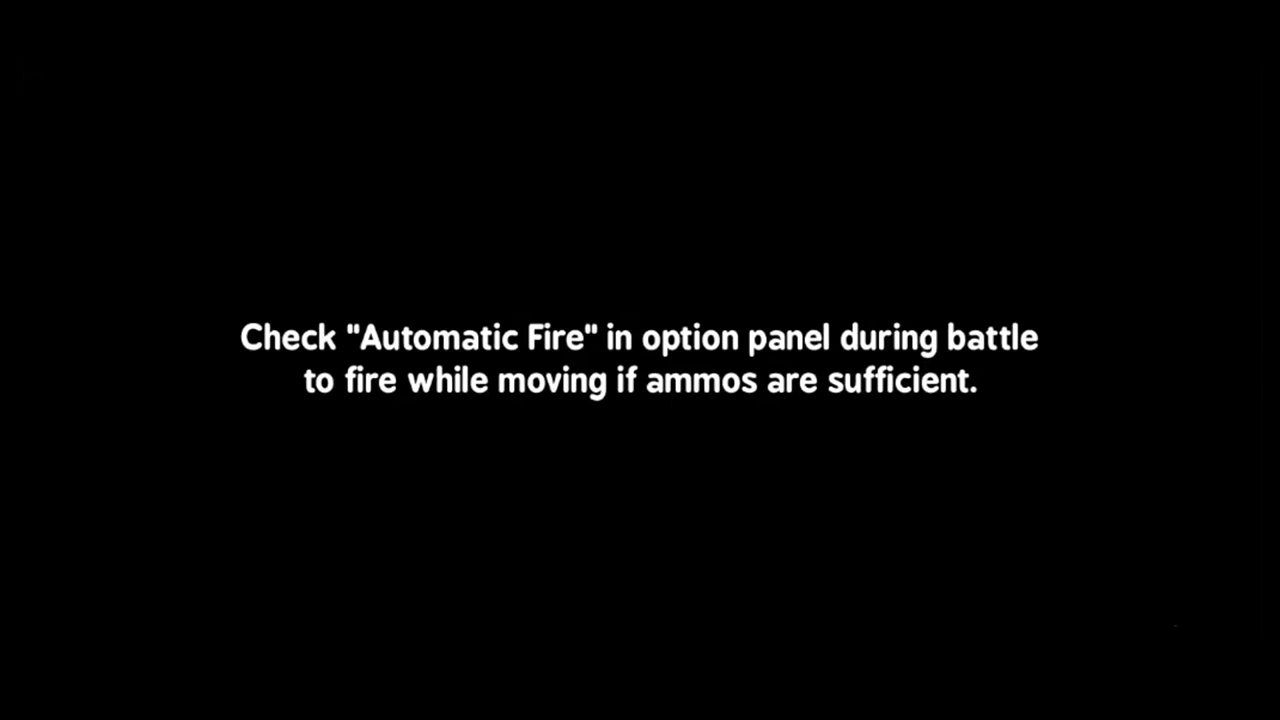 Check "Automatic Fire" in option panel during battle
to fire while moving if ammos are sufficient.